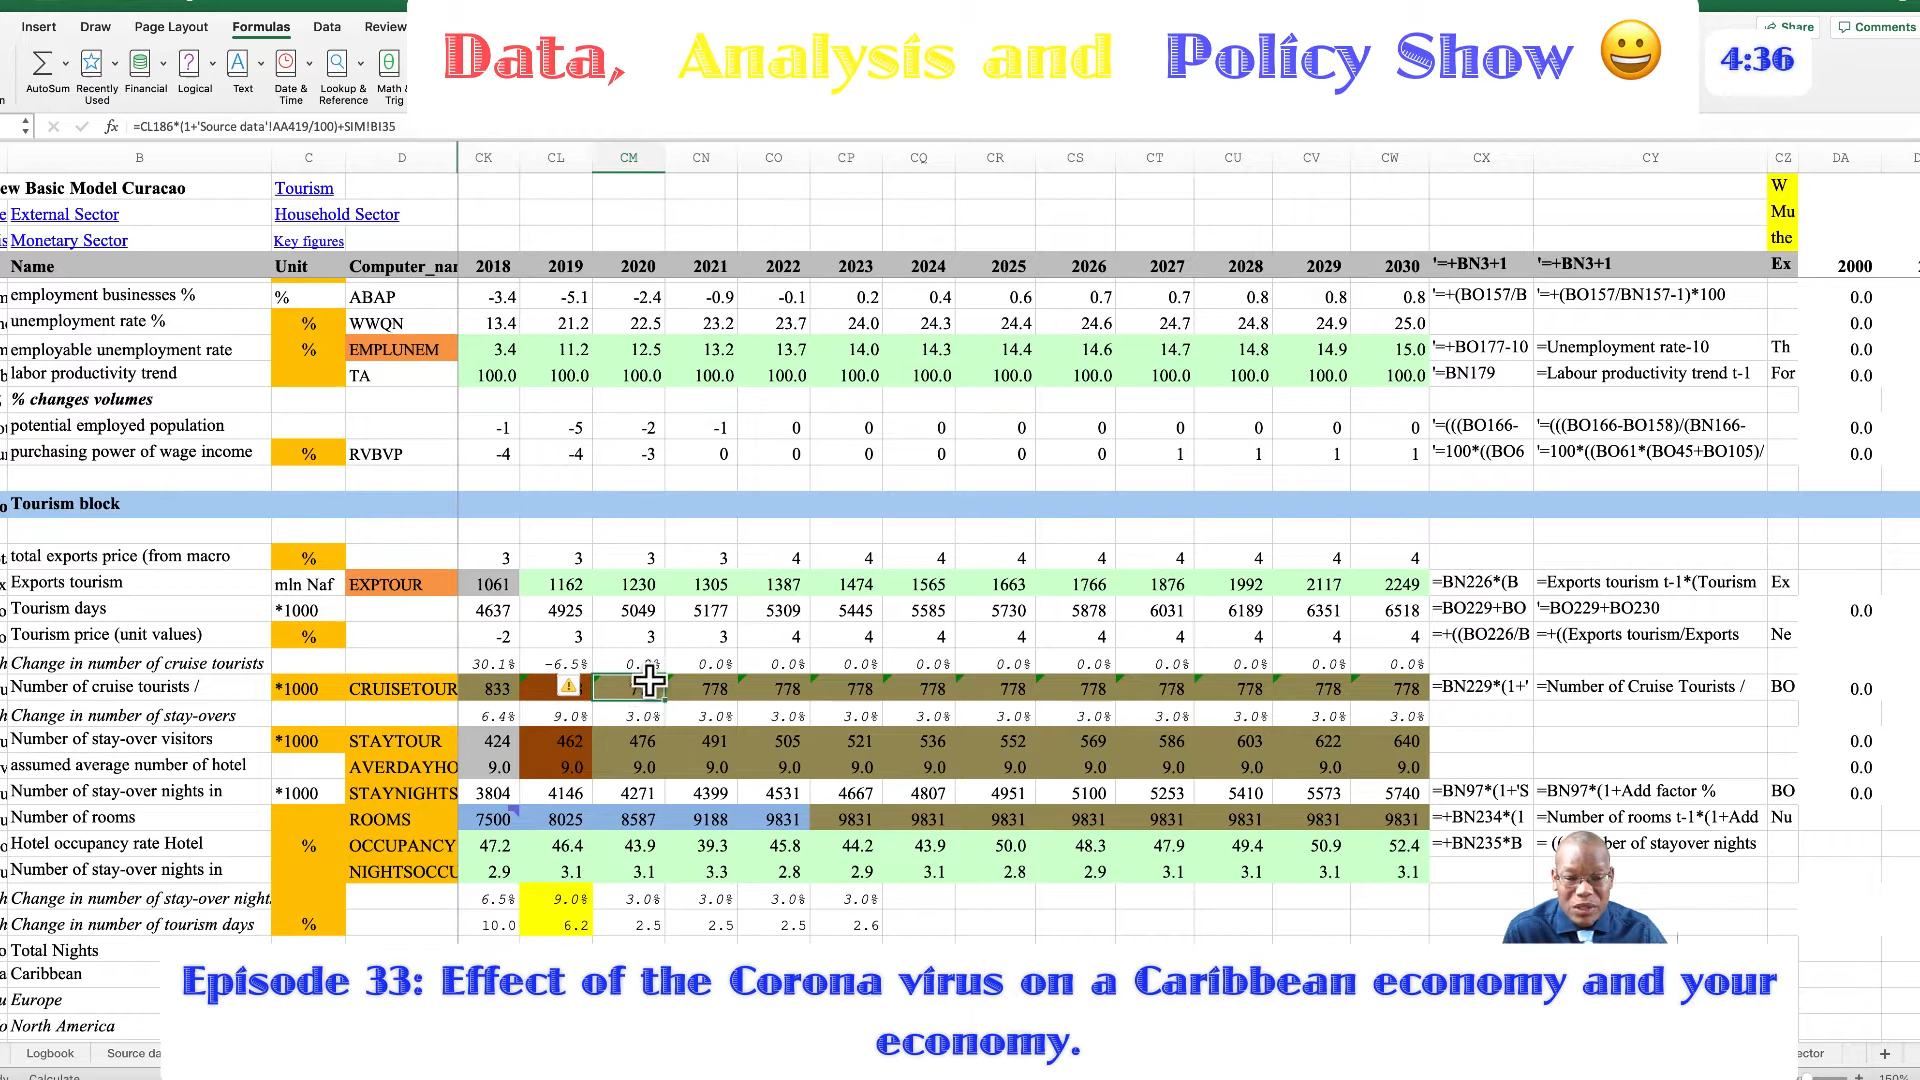 Insert Draw Page Layout Formulas Data Review Share Comments
Data, Analysis and Policy Show 4:36
AutoSum Recently Used Financial Logical Text Date & Time Lookup & Reference Math & Trig
fx =CL186*(1+'Source data'!AA419/100)+SIM!BI35
B C D CK CL CM CN CO CP CQ CR CS CT CU CV CW CX CY CZ DA
ew Basic Model Curacao Tourism W
External Sector Household Sector Mu
Monetary Sector Key figures the
Name Unit Computer_nar 2018 2019 2020 2021 2022 2023 2024 2025 2026 2027 2028 2029 2030 '=+BN3+1 '=+BN3+1 Ex 2000
employment businesses % % ABAP -3.4 -5.1 -2.4 -0.9 -0.1 0.2 0.4 0.6 0.7 0.7 0.8 0.8 0.8 '=+(BO157/B '=+(BO157/BN157-1)*100 0.0
unemployment rate % % WWQN 13.4 21.2 22.5 23.2 23.7 24.0 24.3 24.4 24.6 24.7 24.8 24.9 25.0 0.0
employable unemployment rate % EMPLUNEM 3.4 11.2 12.5 13.2 13.7 14.0 14.3 14.4 14.6 14.7 14.8 14.9 15.0 '=+BO177-10 =Unemployment rate-10 Th 0.0
labor productivity trend TA 100.0 100.0 100.0 100.0 100.0 100.0 100.0 100.0 100.0 100.0 100.0 100.0 100.0 '=BN179 =Labour productivity trend t-1 For 0.0
% changes volumes
potential employed population -1 -5 -2 -1 0 0 0 0 0 0 0 0 0 '=(((BO166- '=(((BO166-BO158)/(BN166- 0.0
purchasing power of wage income % RVBVP -4 -4 -3 0 0 0 0 0 0 1 1 1 1 '=100*((BO6 '=100*((BO61*(BO45+BO105)/ 0.0
Tourism block
total exports price (from macro % 3 3 3 3 4 4 4 4 4 4 4 4 4
Exports tourism mln Naf EXPTOUR 1061 1162 1230 1305 1387 1474 1565 1663 1766 1876 1992 2117 2249 =BN226*(B =Exports tourism t-1*(Tourism Ex
Tourism days *1000 4637 4925 5049 5177 5309 5445 5585 5730 5878 6031 6189 6351 6518 =BO229+BO '=BO229+BO230 0.0
Tourism price (unit values) % -2 3 3 3 4 4 4 4 4 4 4 4 4 =+((BO226/B =+((Exports tourism/Exports Ne
Change in number of cruise tourists 30.1% -6.5% 0.0% 0.0% 0.0% 0.0% 0.0% 0.0% 0.0% 0.0% 0.0% 0.0%
Number of cruise tourists / *1000 CRUISETOUR 833 778 778 778 778 778 778 778 778 778 778 =BN229*(1+' =Number of Cruise Tourists / BO 0.0
Change in number of stay-overs 6.4% 9.0% 3.0% 3.0% 3.0% 3.0% 3.0% 3.0% 3.0% 3.0% 3.0% 3.0% 3.0%
Number of stay-over visitors *1000 STAYTOUR 424 462 476 491 505 521 536 552 569 586 603 622 640 0.0
assumed average number of hotel AVERDAYHO 9.0 9.0 9.0 9.0 9.0 9.0 9.0 9.0 9.0 9.0 9.0 9.0 9.0 0.0
Number of stay-over nights in *1000 STAYNIGHTS 3804 4146 4271 4399 4531 4667 4807 4951 5100 5253 5410 5573 5740 =BN97*(1+'S =BN97*(1+Add factor % BO 0.0
Number of rooms ROOMS 7500 8025 8587 9188 9831 9831 9831 9831 9831 9831 9831 9831 9831 =+BN234*(1 =Number of rooms t-1*(1+Add Nu
Hotel occupancy rate Hotel % OCCUPANCY 47.2 46.4 43.9 39.3 45.8 44.2 43.9 50.0 48.3 47.9 49.4 50.9 52.4 =+BN235*B ber of stayover nights
Number of stay-over nights in NIGHTSOCCU 2.9 3.1 3.1 3.3 2.8 2.9 3.1 2.8 2.9 3.1 3.1 3.1 3.1
Change in number of stay-over night 6.5% 9.0% 3.0% 3.0% 3.0% 3.0%
Change in number of tourism days % 10.0 6.2 2.5 2.5 2.5 2.6
Total Nights
Caribbean
Europe
North America
Episode 33: Effect of the Corona virus on a Caribbean economy and your
economy.
Logbook Source da ector
Calculate 150%